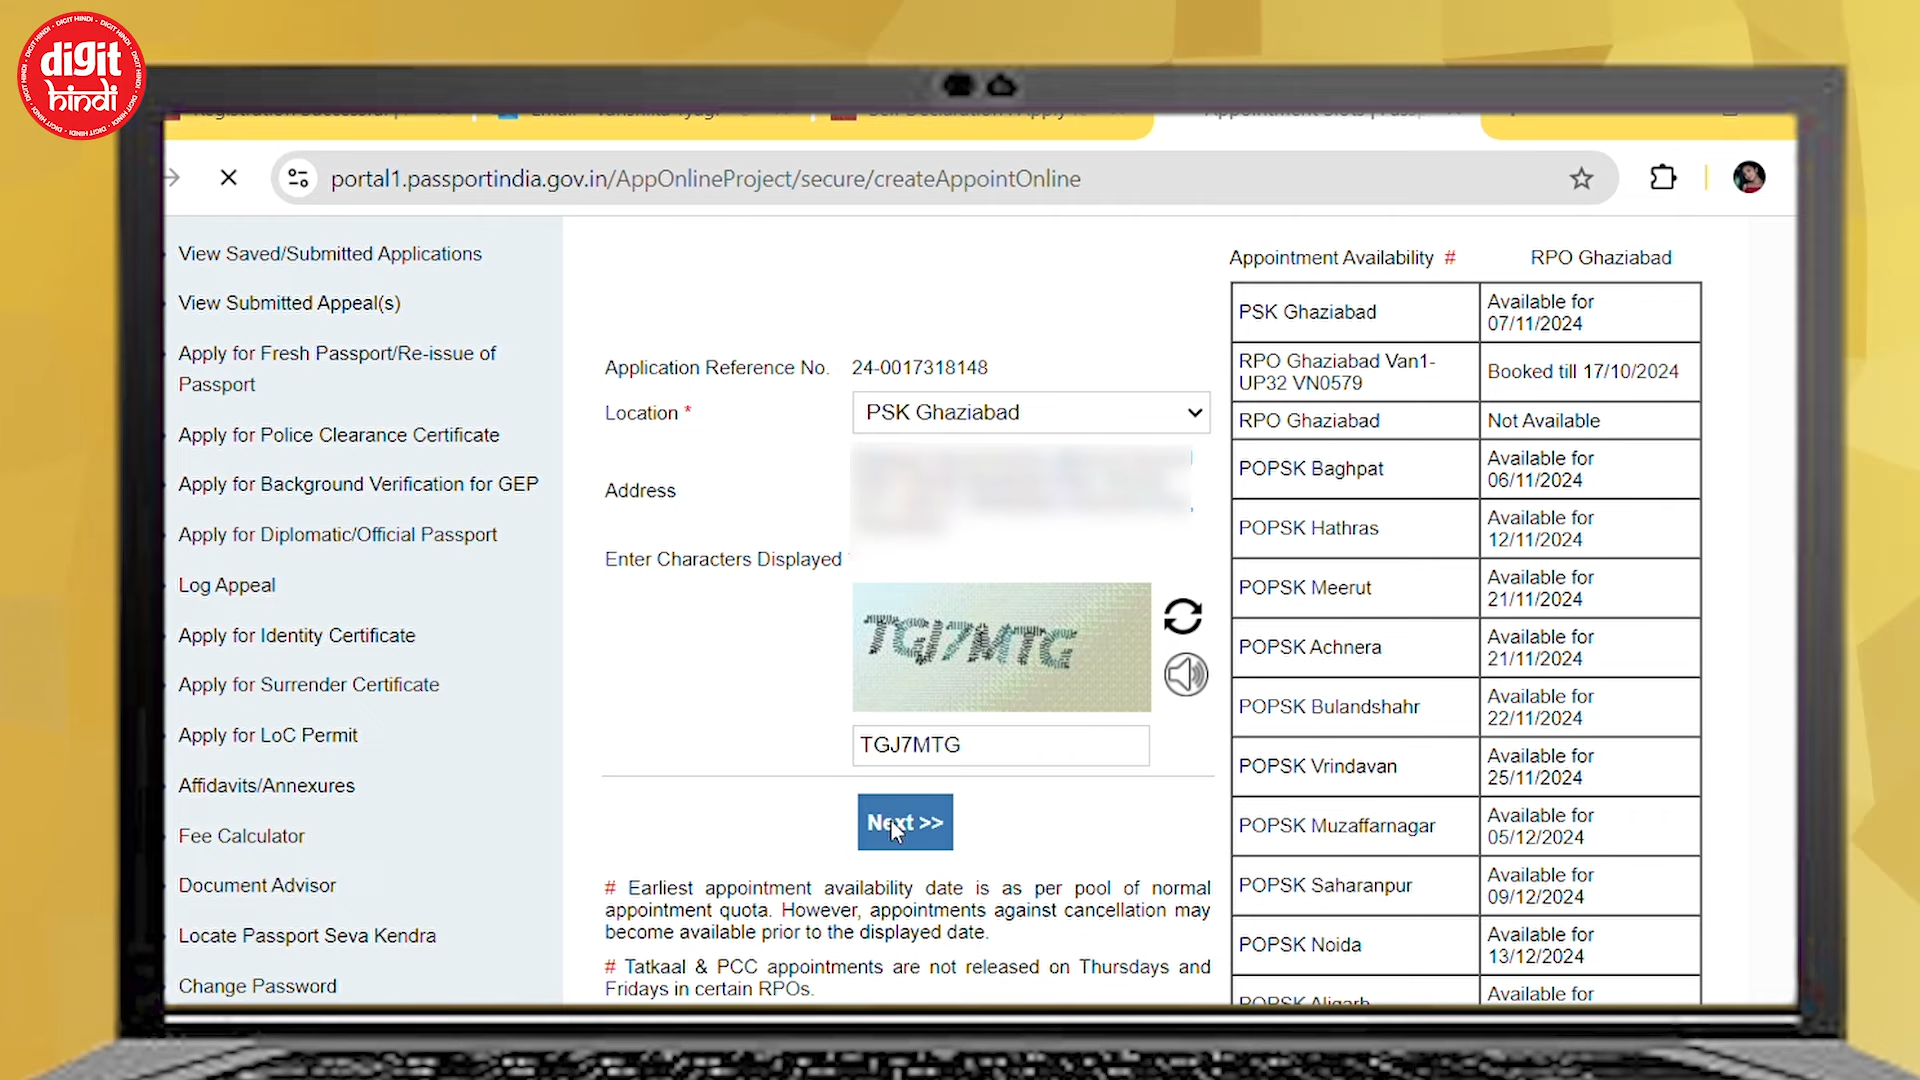 digit
hindi
portal1.passportindia.gov.in/AppOnlineProject/secure/createAppointOnline
View Saved/Submitted Applications
View Submitted Appeal(s)
Apply for Fresh Passport/Re-issue of
Passport
Apply for Police Clearance Certificate
Apply for Background Verification for GEP
Apply for Diplomatic/Official Passport
Log Appeal
Apply for Identity Certificate
Apply for Surrender Certificate
Apply for LoC Permit
Affidavits/Annexures
Fee Calculator
Document Advisor
Locate Passport Seva Kendra
Change Password
Application Reference No. 24-0017318148
Location * PSK Ghaziabad
Address
Enter Characters Displayed
TGJ7MTG
TGJ7MTG
Next >>
# Earliest appointment availability date is as per pool of normal
appointment quota. However, appointments against cancellation may
become available prior to the displayed date.
# Tatkaal & PCC appointments are not released on Thursdays and
Fridays in certain RPOs.
Appointment Availability # RPO Ghaziabad
PSK Ghaziabad
Available for
07/11/2024
RPO Ghaziabad Van1-
UP32 VN0579
Booked till 17/10/2024
RPO Ghaziabad
Not Available
POPSK Baghpat
Available for
06/11/2024
POPSK Hathras
Available for
12/11/2024
POPSK Meerut
Available for
21/11/2024
POPSK Achnera
Available for
21/11/2024
POPSK Bulandshahr
Available for
22/11/2024
POPSK Vrindavan
Available for
25/11/2024
POPSK Muzaffarnagar
Available for
05/12/2024
POPSK Saharanpur
Available for
09/12/2024
POPSK Noida
Available for
13/12/2024
POPSK Aligarh
Available for